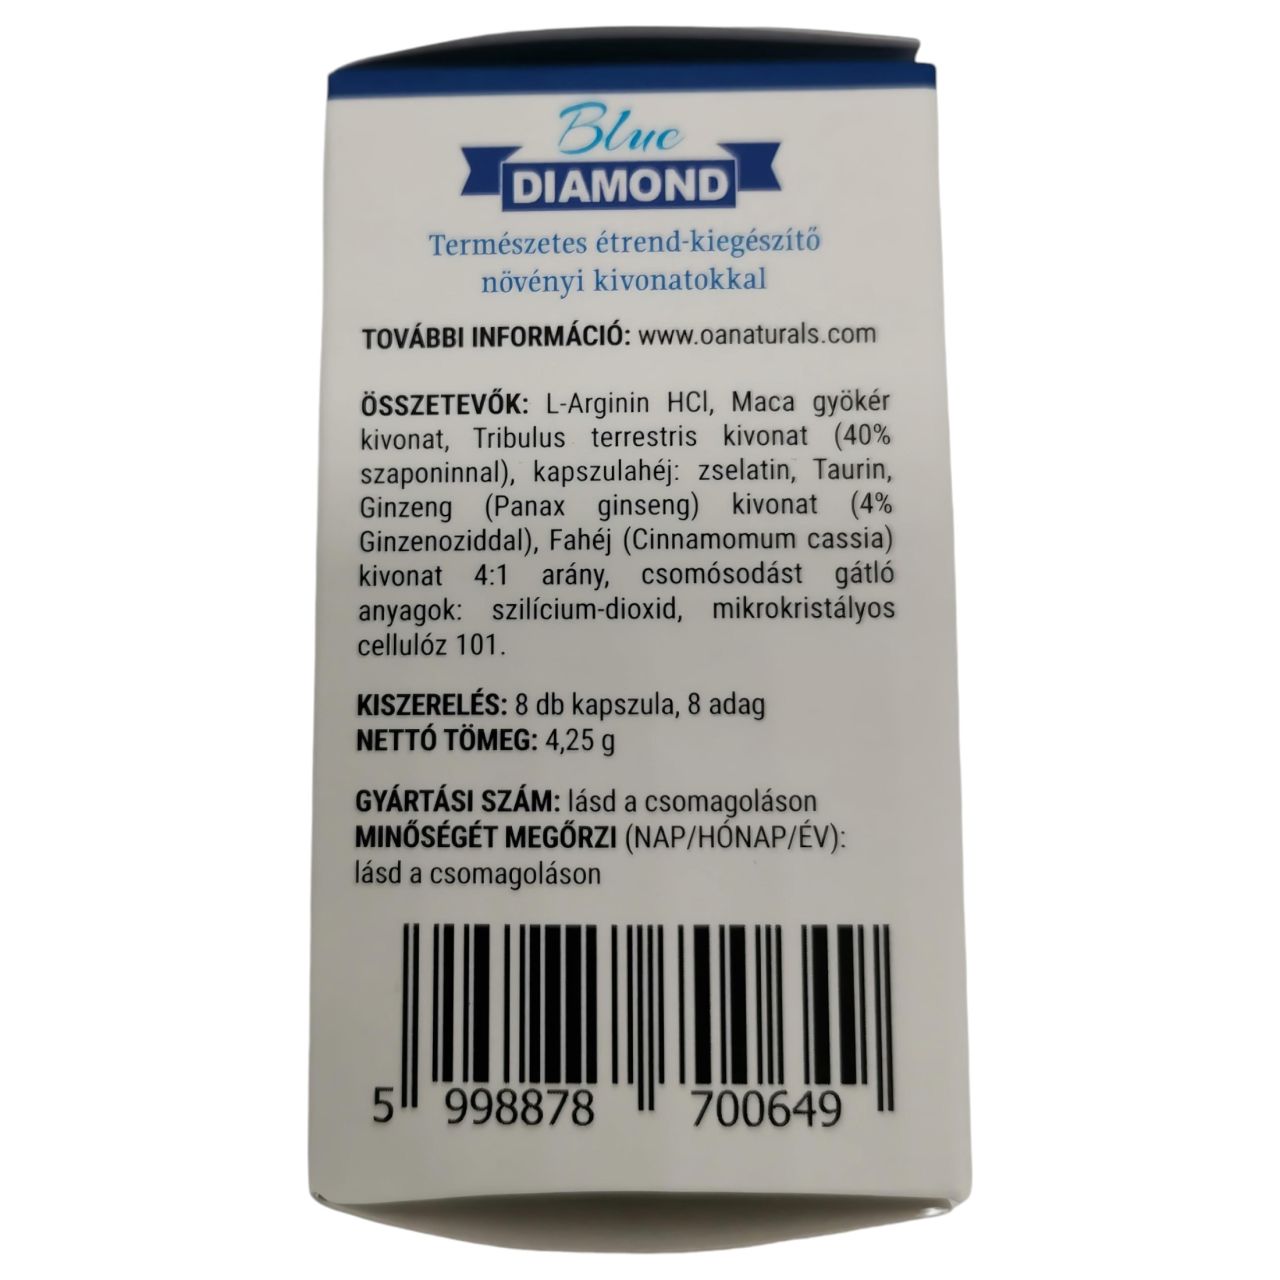 Blue
DIAMOND
Természetes étrend-kiegészítő
növényi kivonatokkal
TOVÁBBI INFORMÁCIÓ: www.oanaturals.com
ÖSSZETEVŐK: L-Arginin HCl, Maca gyökér
kivonat, Tribulus terrestris kivonat (40%
szaponinnal), kapszulahéj: zselatin, Taurin,
Ginzeng (Panax ginseng) kivonat (4%
Ginzenoziddal), Fahéj (Cinnamomum cassia)
kivonat 4:1 arány, csomósodást gátló
anyagok: szilícium-dioxid, mikrokristályos
cellulóz 101.
KISZERELÉS: 8 db kapszula, 8 adag
NETTÓ TÖMEG: 4,25 g
GYÁRTÁSI SZÁM: lásd a csomagoláson
MINŐSÉGÉT MEGŐRZI (NAP/HÓNAP/ÉV):
lásd a csomagoláson
5 998878 700649